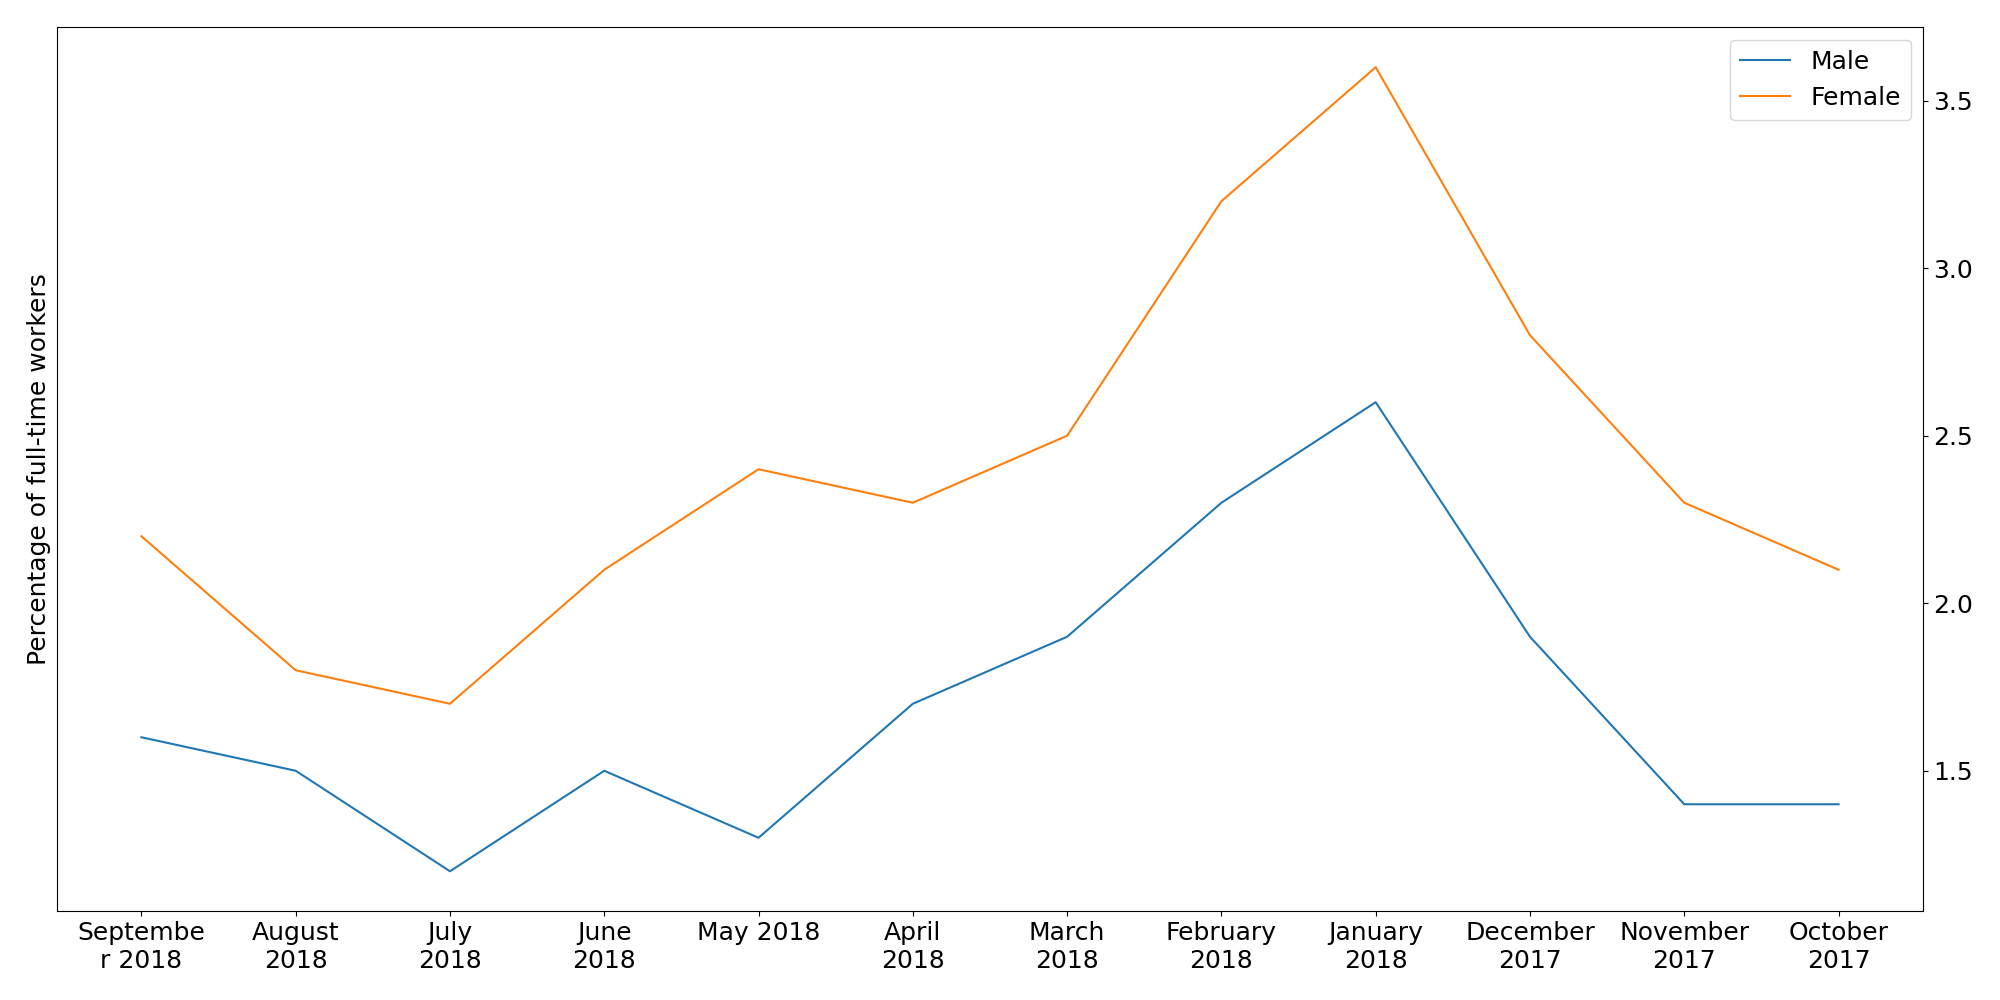 Male
Female
Percentage of full-time workers
3.5
3.0
2.5
2.0
1.5
Septembe
r 2018
August
2018
July
2018
June
2018
May 2018
April
2018
March
2018
February
2018
January
2018
December
2017
November
2017
October
2017